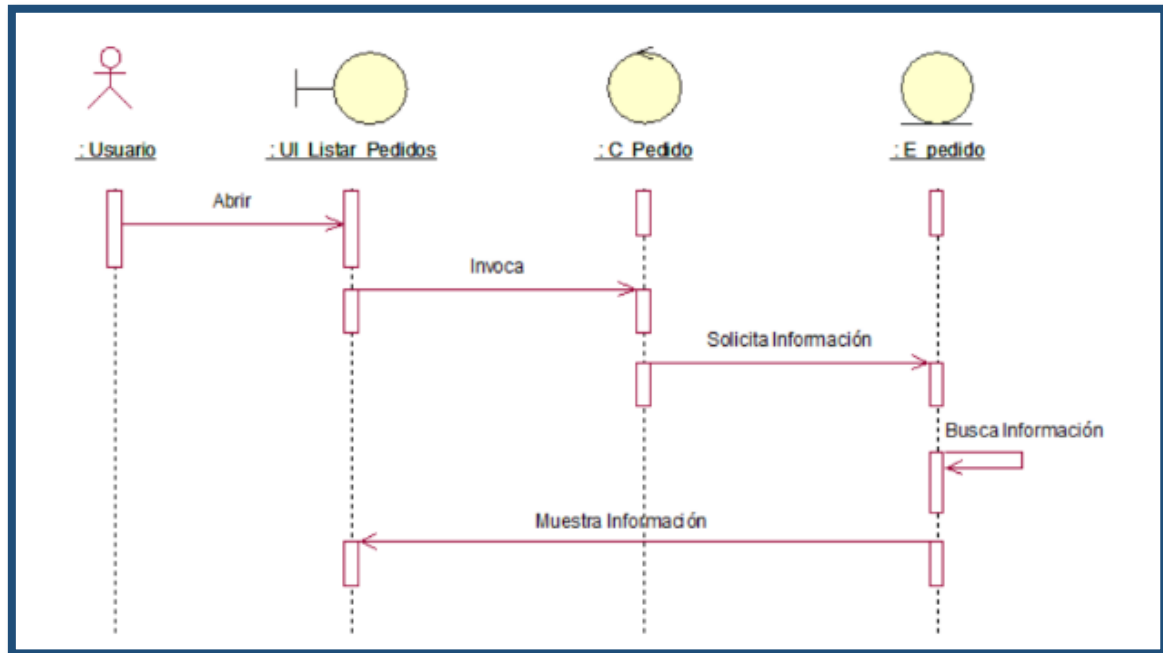 : Usuario
: UI_Listar_Pedidos
: C_Pedido
: E_pedido
Abrir
Invoca
Solicita Información
Busca Información
Muestra Información